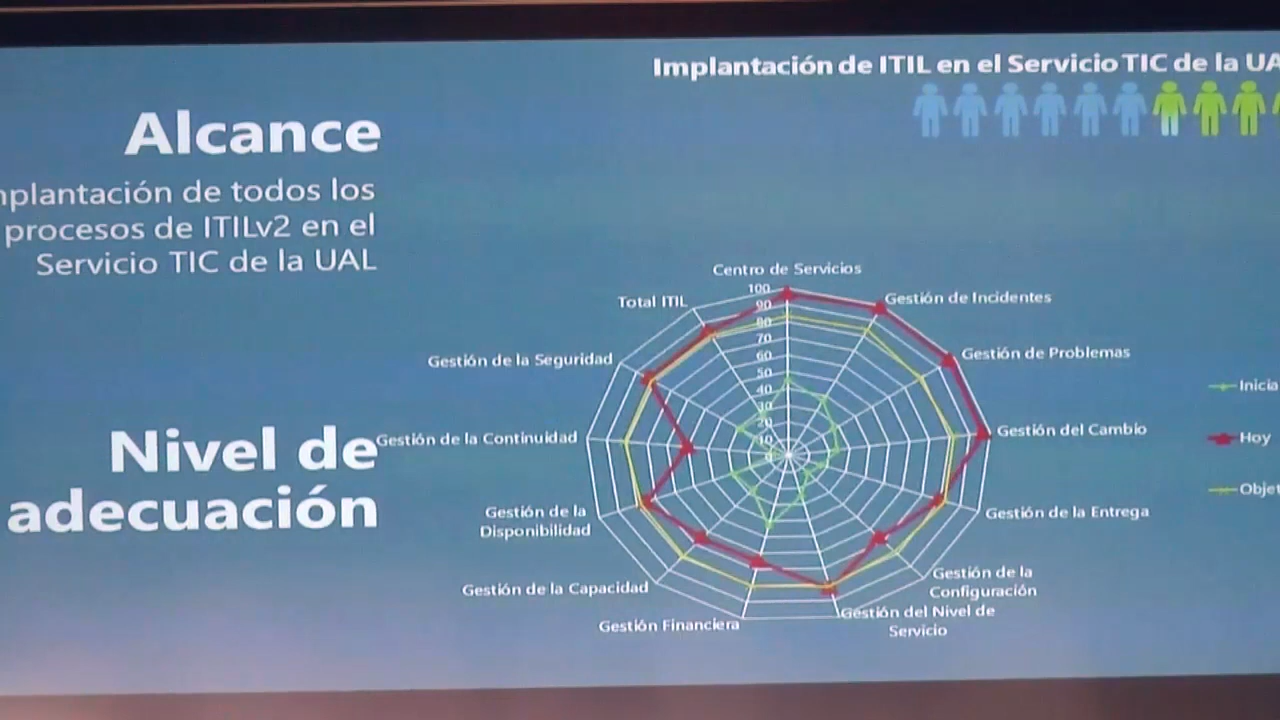 Implantación de ITIL en el Servicio TIC de la UA
Alcance
nplantación de todos los
procesos de ITILv2 en el
Servicio TIC de la UAL
Nivel de
adecuación
Centro de Servicios
Gestión de Incidentes
Gestión de Problemas
Gestión del Cambio
Gestión de la Entrega
Gestión de la
Configuración
Gestión del Nivel de
Servicio
Gestión Financiera
Gestión de la Capacidad
Gestión de la
Disponibilidad
Gestión de la Continuidad
Gestión de la Seguridad
Total ITIL
100
90
80
70
60
50
40
30
20
10
0
Inicia
Hoy
Objet